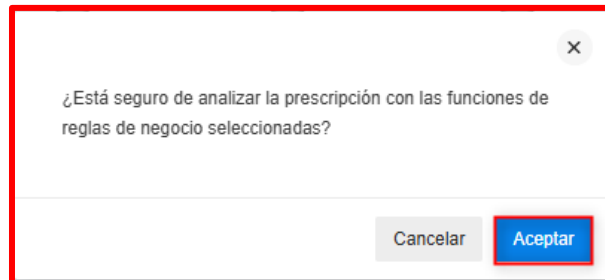 ¿Está seguro de analizar la prescripción con las funciones de
reglas de negocio seleccionadas?
Cancelar
Aceptar